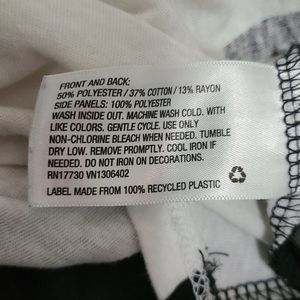 FRONT AND BACK:
50% POLYESTER / 37% COTTON / 13% RAYON
SIDE PANELS: 100% POLYESTER
WASH INSIDE OUT. MACHINE WASH COLD. WITH
LIKE COLORS. GENTLE CYCLE. USE ONLY
NON-CHLORINE BLEACH WHEN NEEDED. TUMBLE
DRY LOW. REMOVE PROMPTLY. COOL IRON IF
NEEDED. DO NOT IRON ON DECORATIONS.
RN17730 VN1306402
LABEL MADE FROM 100% RECYCLED PLASTIC